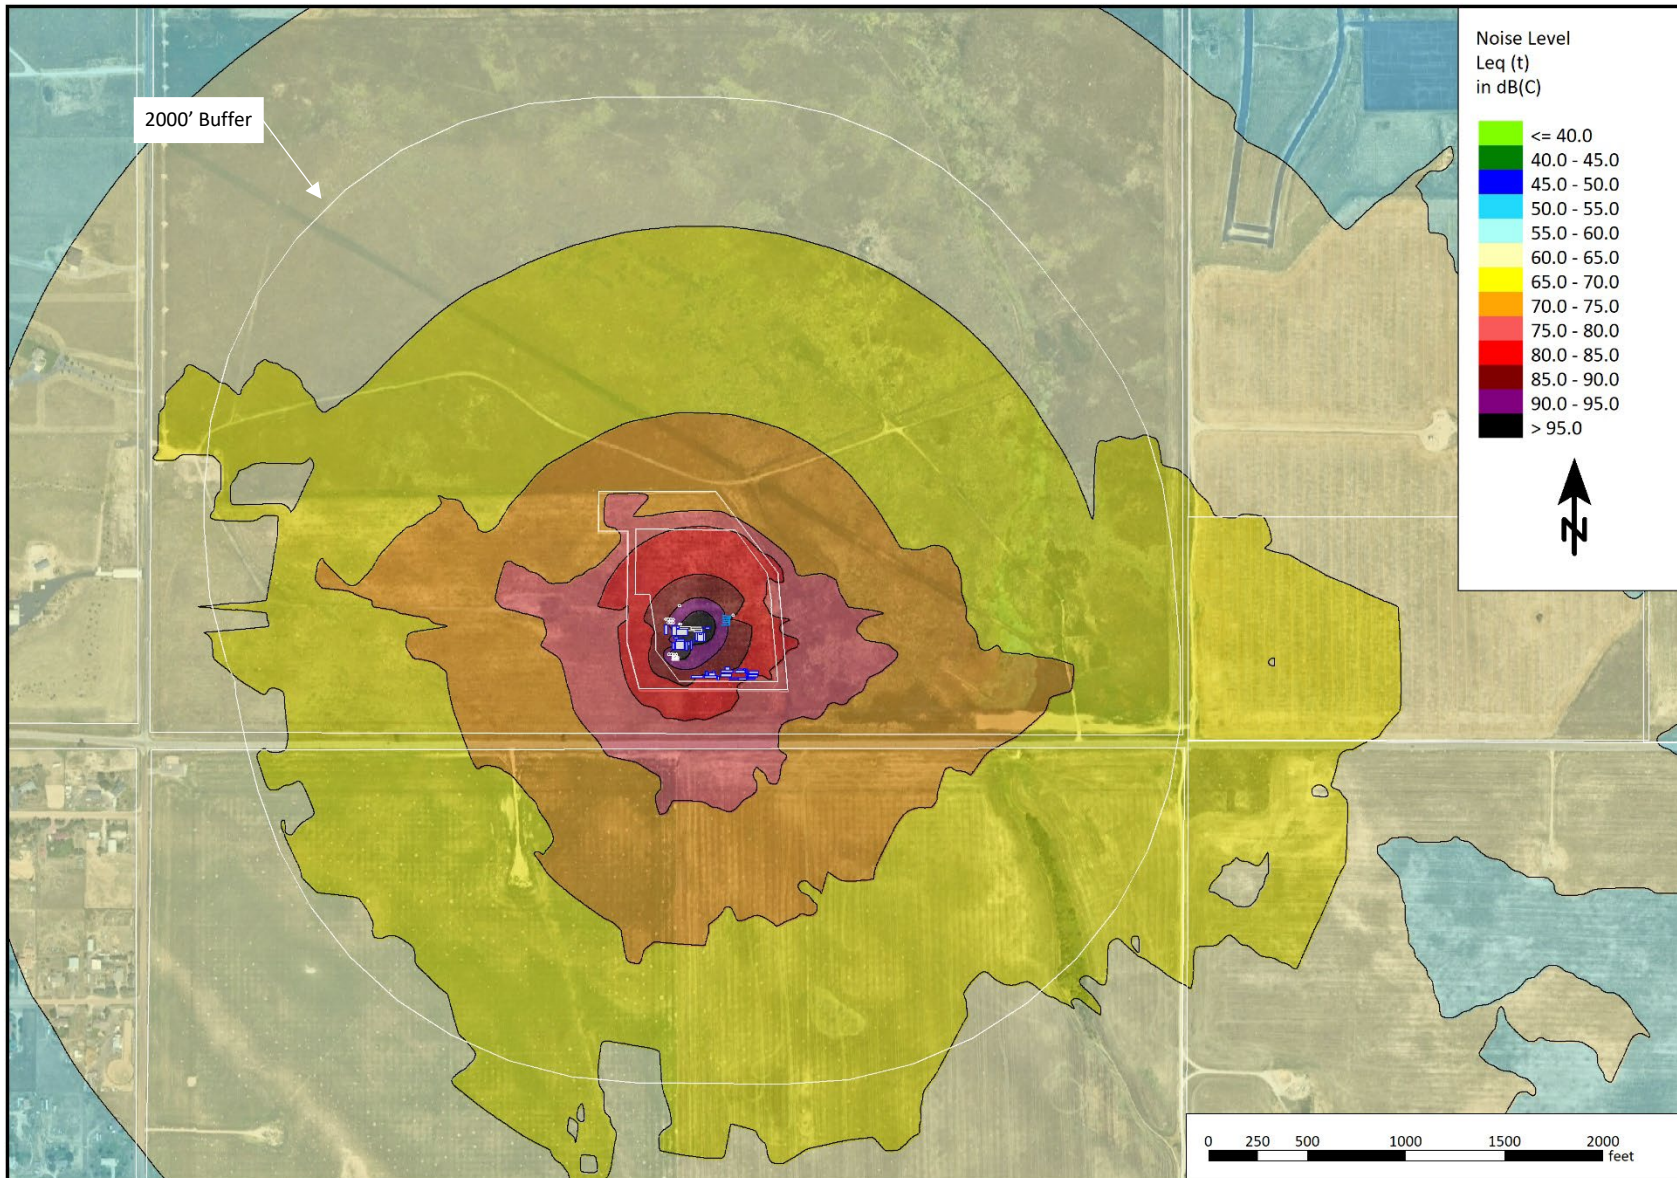 2000’ Buffer
Noise Level
Leq (t)
in dB(C)
<= 40.0
40.0 - 45.0
45.0 - 50.0
50.0 - 55.0
55.0 - 60.0
60.0 - 65.0
65.0 - 70.0
70.0 - 75.0
75.0 - 80.0
80.0 - 85.0
85.0 - 90.0
90.0 - 95.0
> 95.0
N
0 250 500 1000 1500 2000
feet